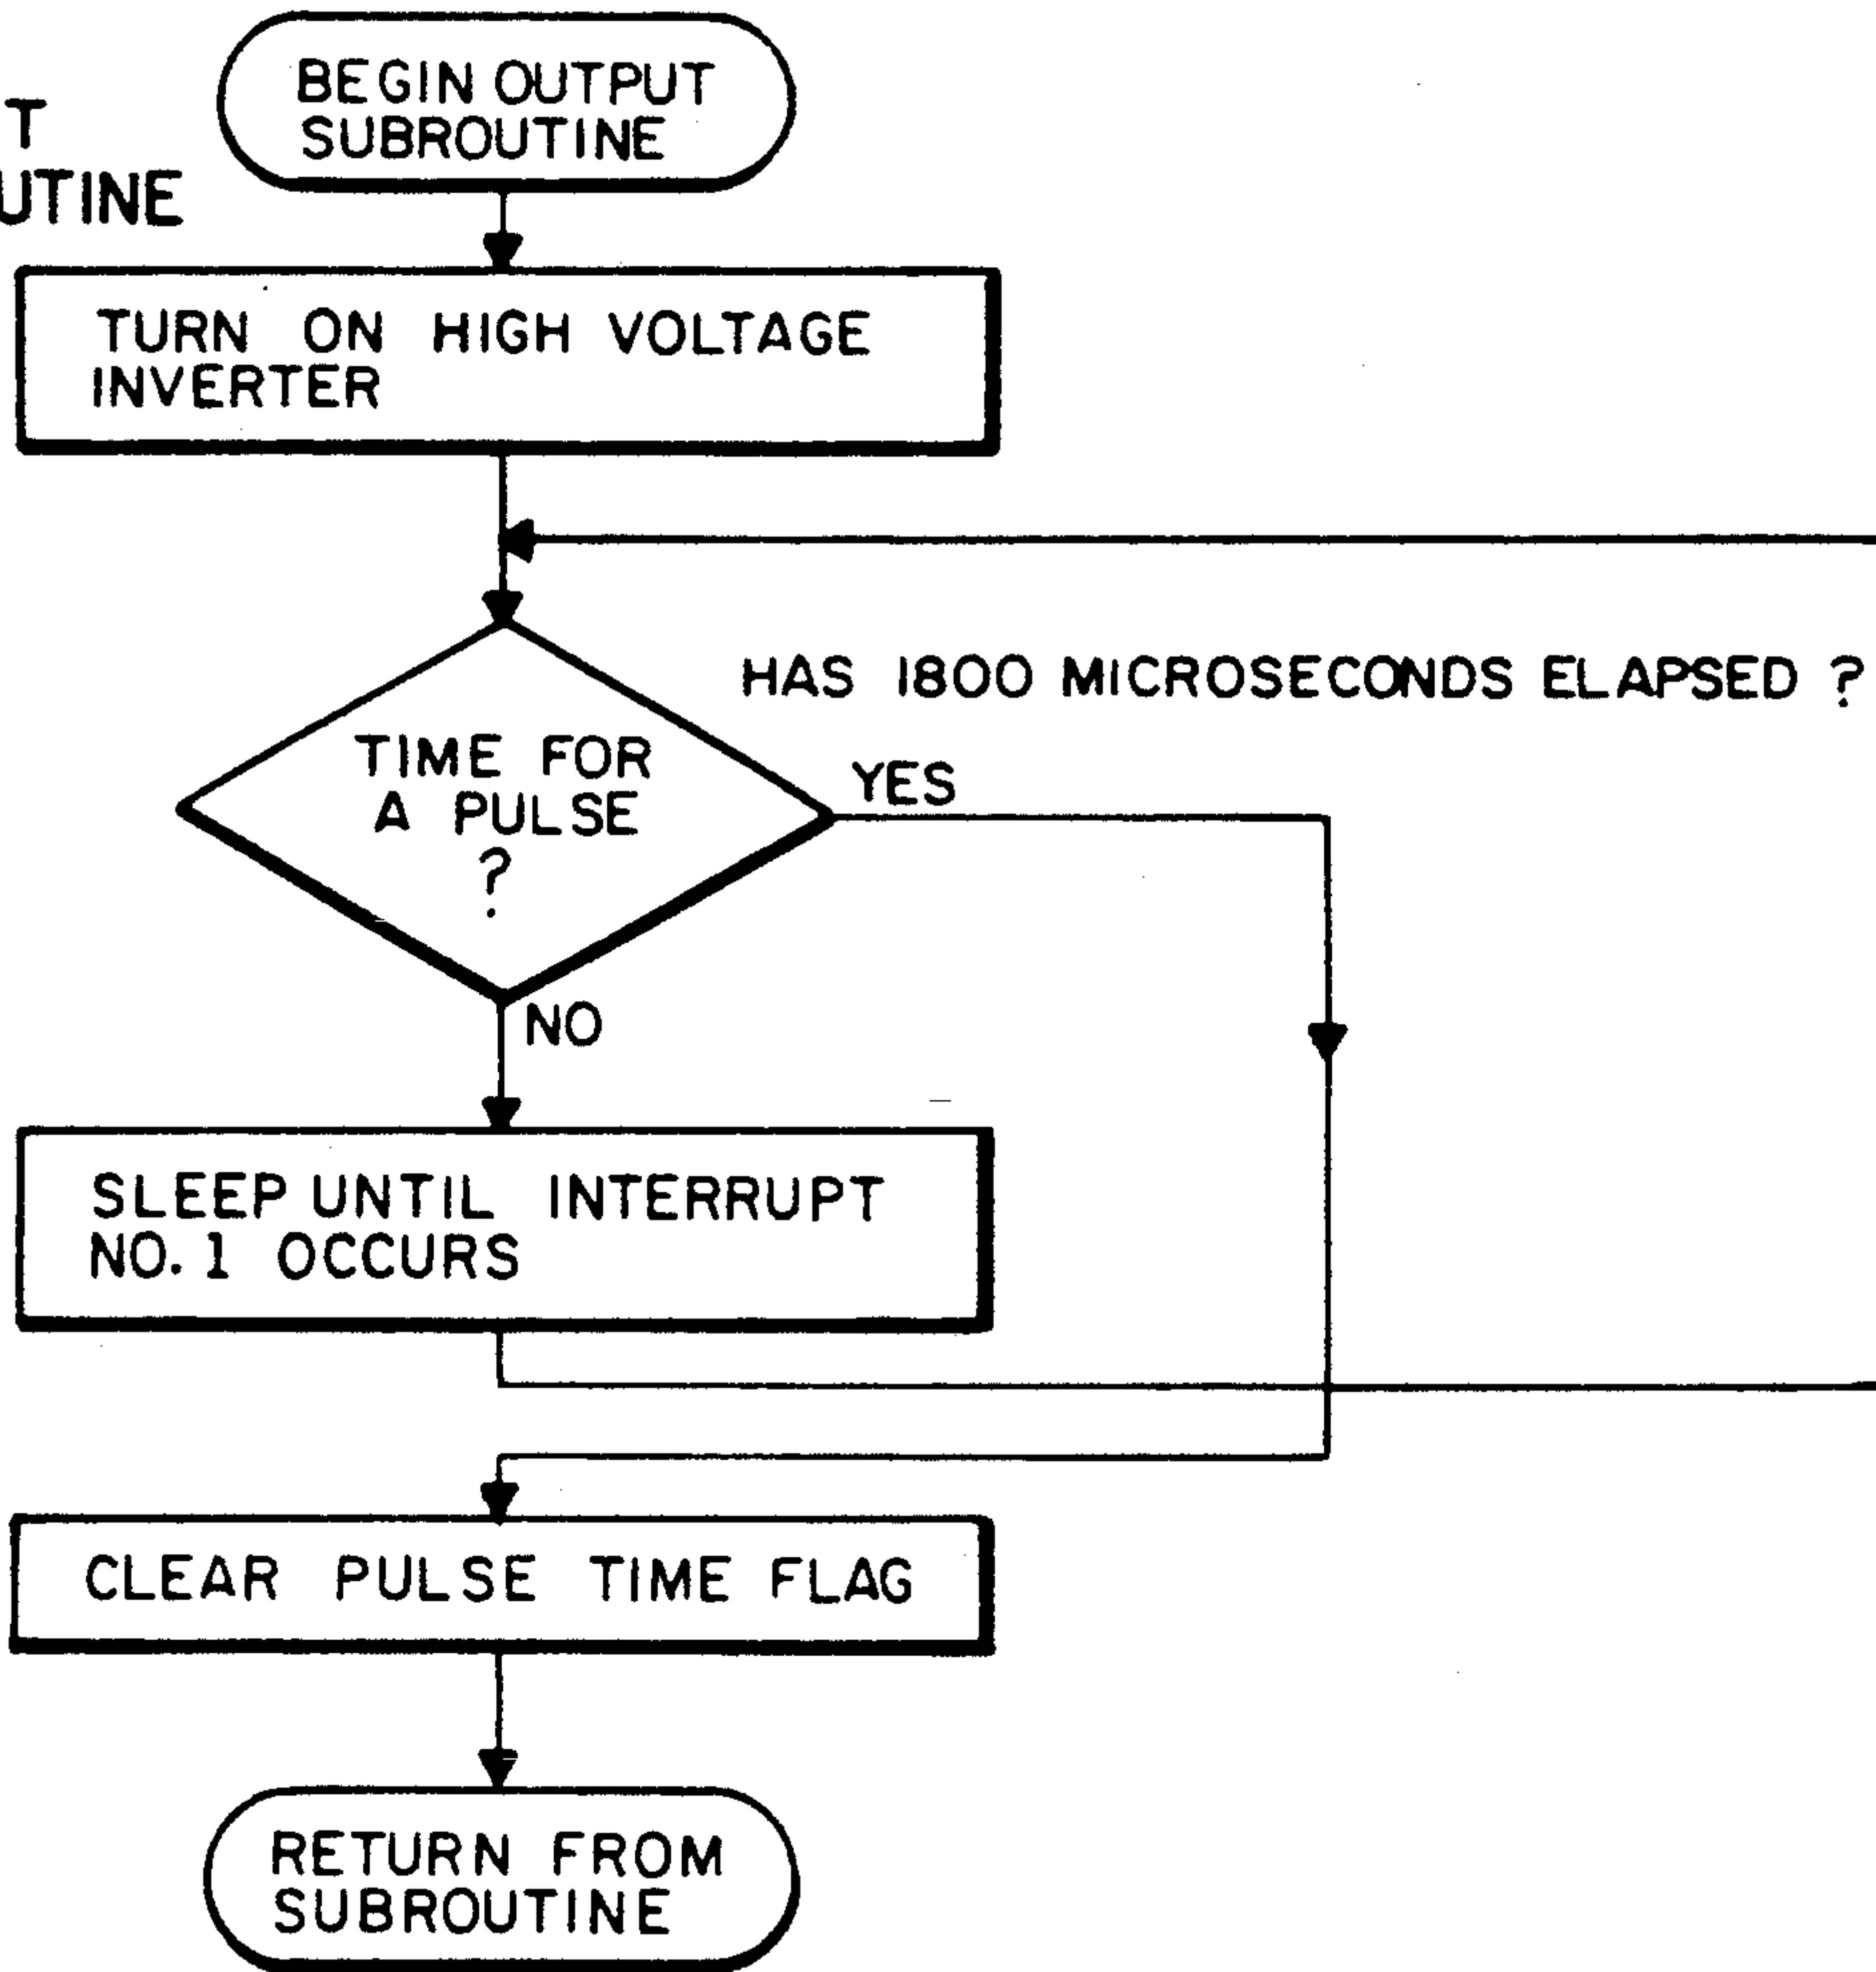 BEGIN OUTPUT
SUBROUTINE
T
UTINE
TURN ON HIGH VOLTAGE
INVERTER
HAS 1800 MICROSECONDS ELAPSED ?
TIME FOR
A PULSE
?
YES
NO
SLEEP UNTIL INTERRUPT
NO. 1 OCCURS
CLEAR PULSE TIME FLAG
RETURN FROM
SUBROUTINE